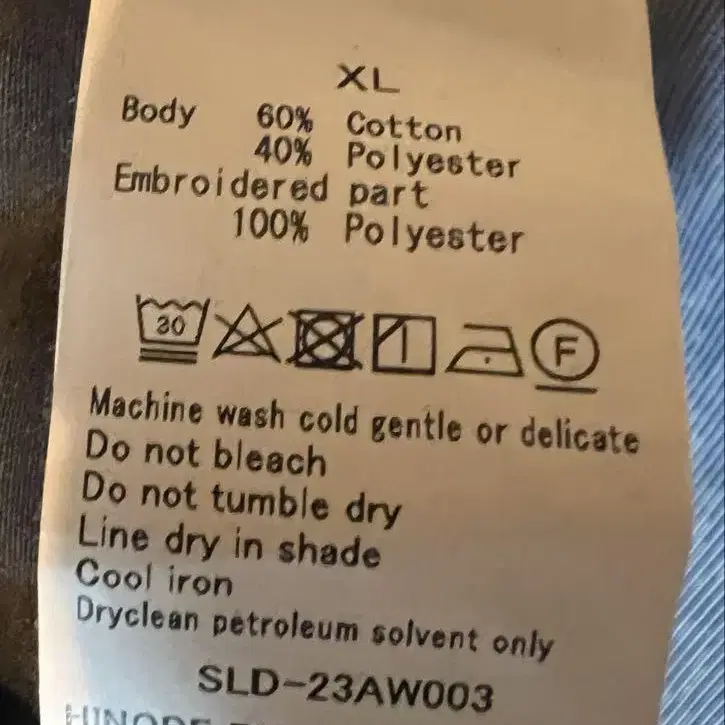 XL
Body 60% Cotton
40% Polyester
Embroidered part
100% Polyester
30
F
Machine wash cold gentle or delicate
Do not bleach
Do not tumble dry
Line dry in shade
Cool iron
Dryclean petroleum solvent only
SLD-23AW003